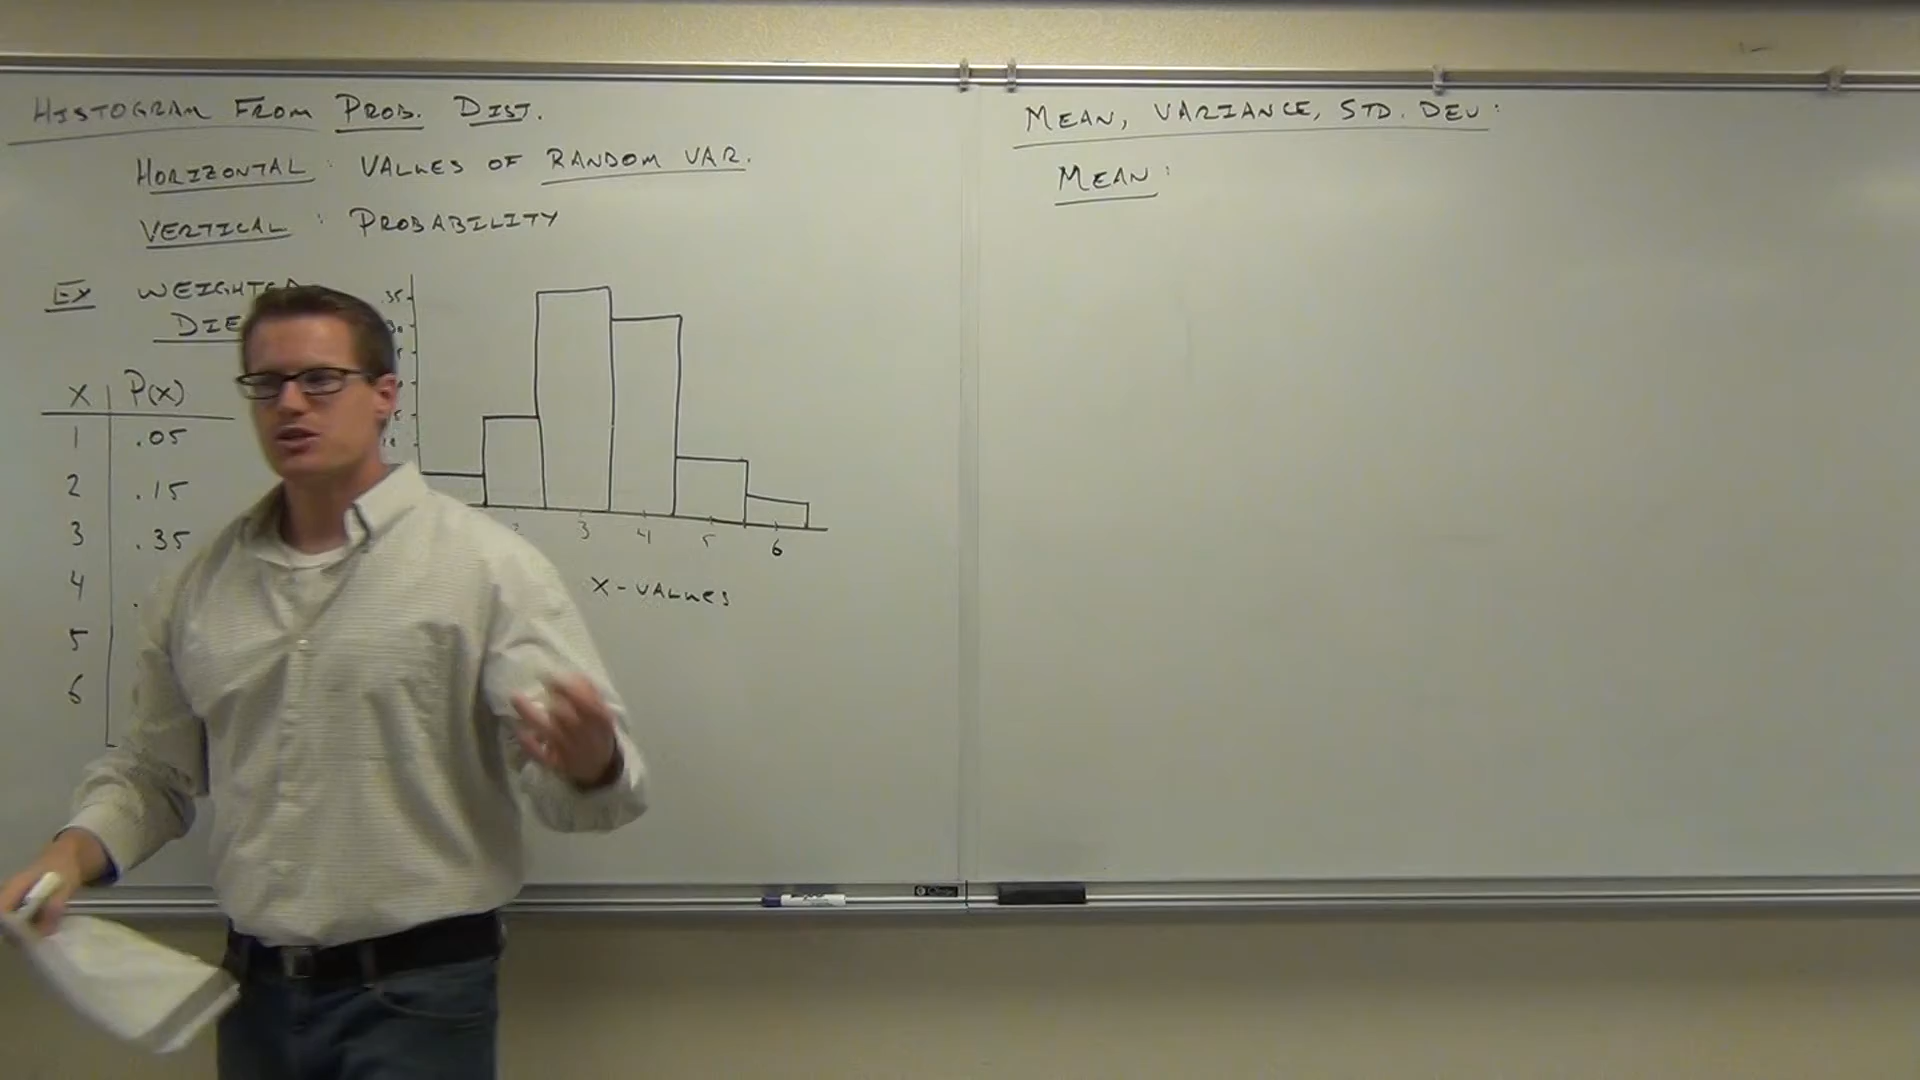 HISTOGRAM FROM PROB. DIST.
HORIZONTAL : VALUES OF RANDOM VAR.
VERTICAL : PROBABILITY
EX
DIE
X P(X)
1 .05
2 .15
3 .35
4 .
5
6
.35
3 4 5 6
X-VALUES
MEAN, VARIANCE, STD. DEV:
MEAN: